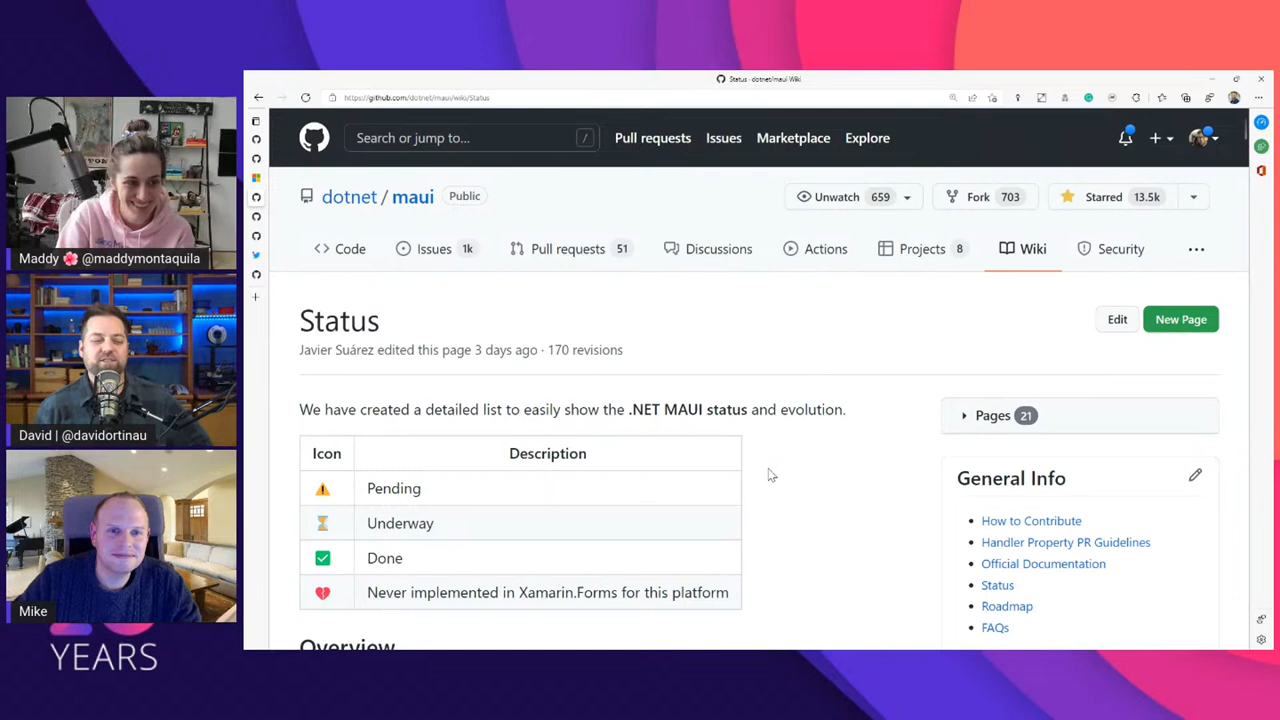 Status · dotnet/maui Wiki
https://github.com/dotnet/maui/wiki/Status
Search or jump to...
/
Pull requests
Issues
Marketplace
Explore
dotnet / maui
Public
Unwatch 659
Fork 703
Starred 13.5k
Code
Issues 1k
Pull requests 51
Discussions
Actions
Projects 8
Wiki
Security
Status
Edit
New Page
Javier Suárez edited this page 3 days ago · 170 revisions
We have created a detailed list to easily show the .NET MAUI status and evolution.
Pages 21
Icon Description
Pending
Underway
Done
Never implemented in Xamarin.Forms for this platform
Overview
General Info
How to Contribute
Handler Property PR Guidelines
Official Documentation
Status
Roadmap
FAQs
Maddy 🌸 @maddymontaquila
David | @davidortinau
Mike
YEARS